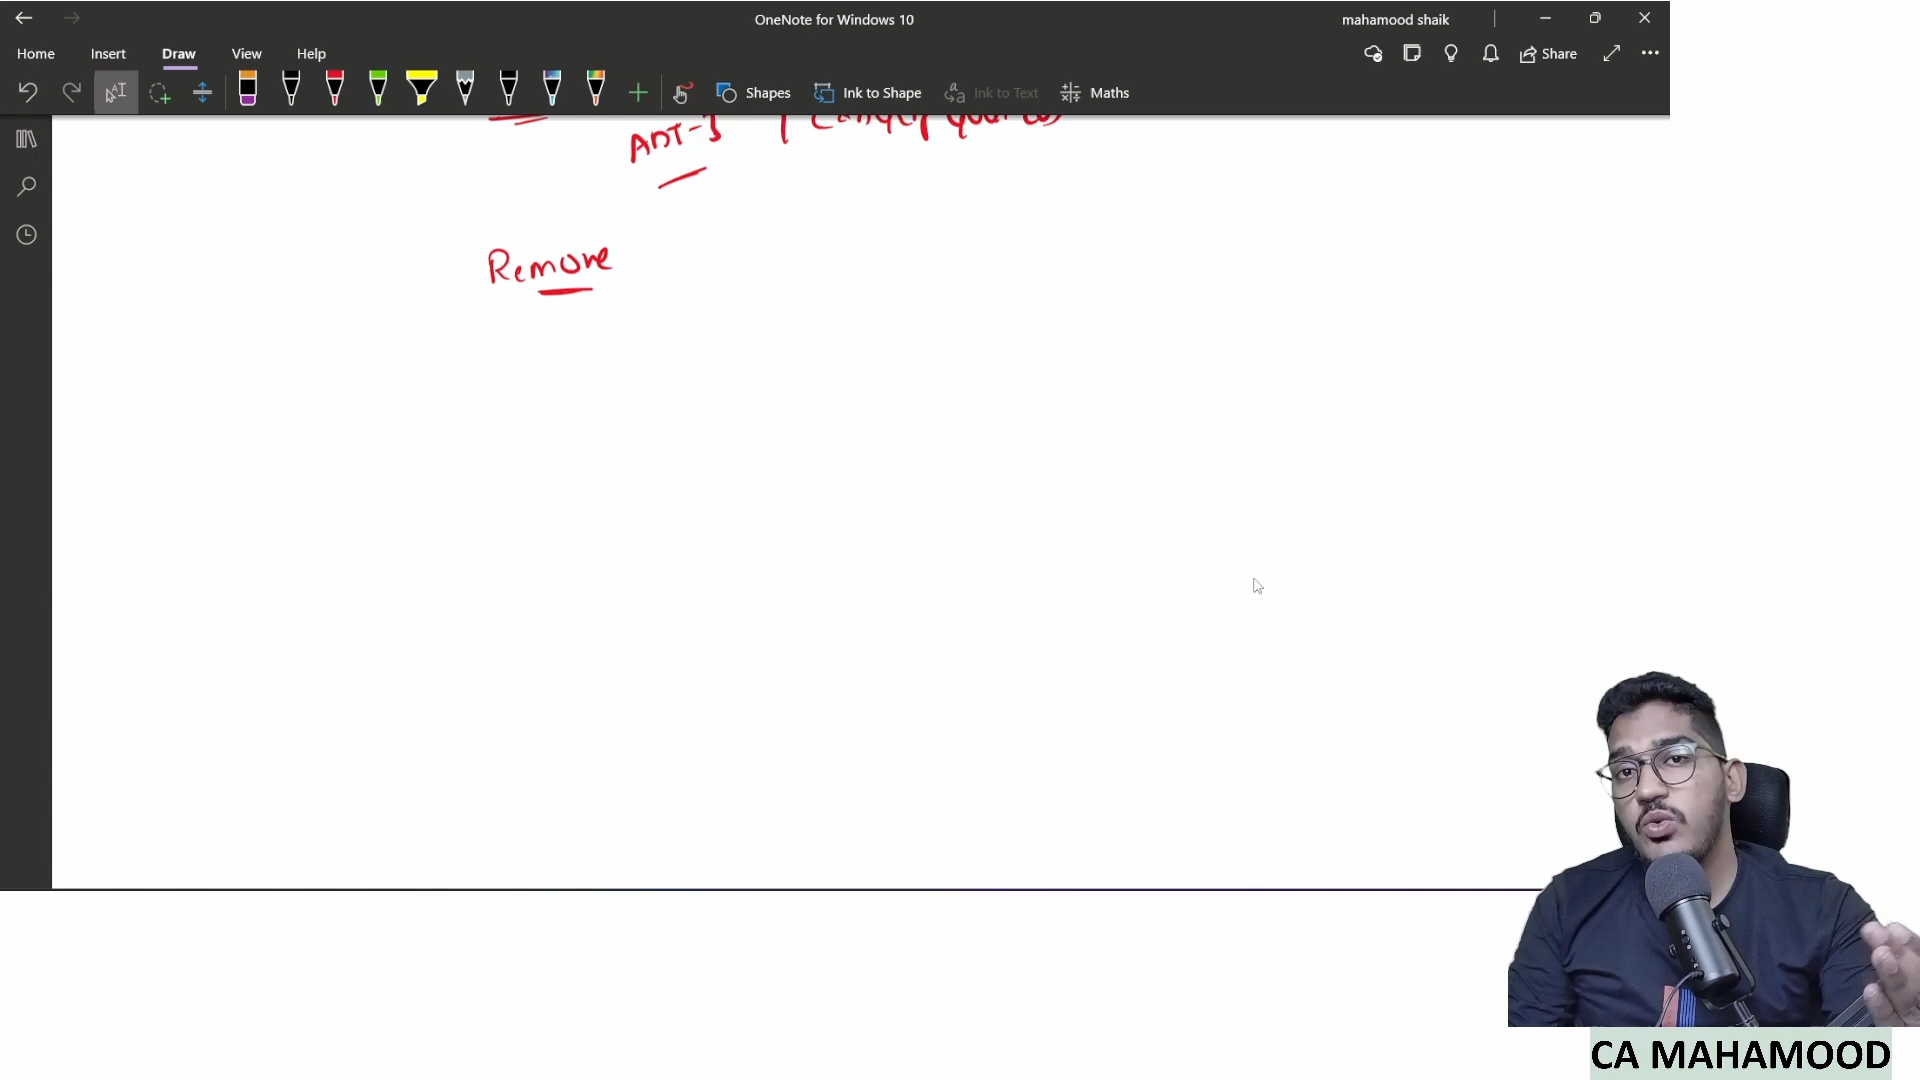 OneNote for Windows 10
mahamood shaik
Home Insert Draw View Help
Share
Shapes Ink to Shape Ink to Text Maths
ADT-3
Remove
CA MAHAMOOD